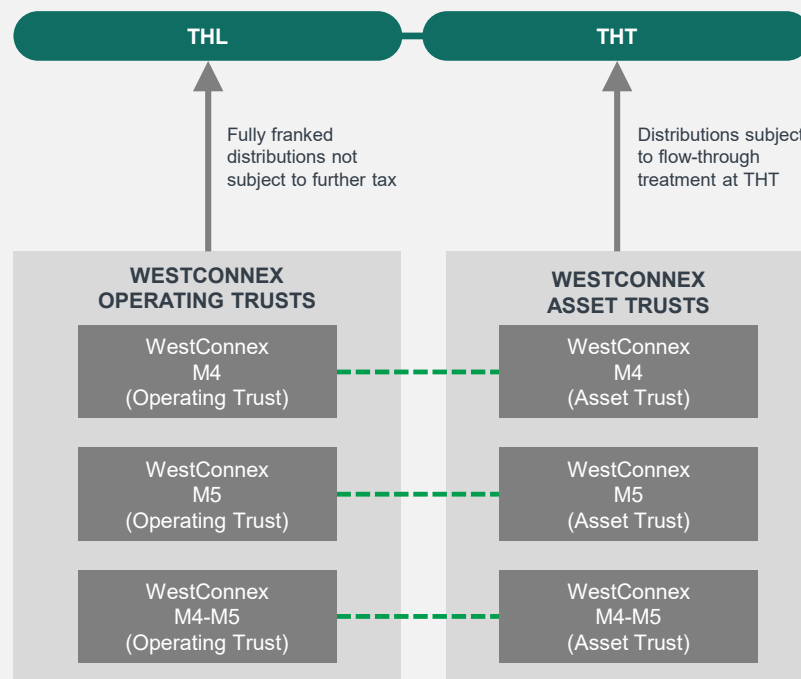 THL
THT
Fully franked
distributions not
subject to further tax
Distributions subject
to flow-through
treatment at THT
WESTCONNEX
OPERATING TRUSTS
WESTCONNEX
ASSET TRUSTS
WestConnex
M4
(Operating Trust)
WestConnex
M4
(Asset Trust)
WestConnex
M5
(Operating Trust)
WestConnex
M5
(Asset Trust)
WestConnex
M4-M5
(Operating Trust)
WestConnex
M4-M5
(Asset Trust)